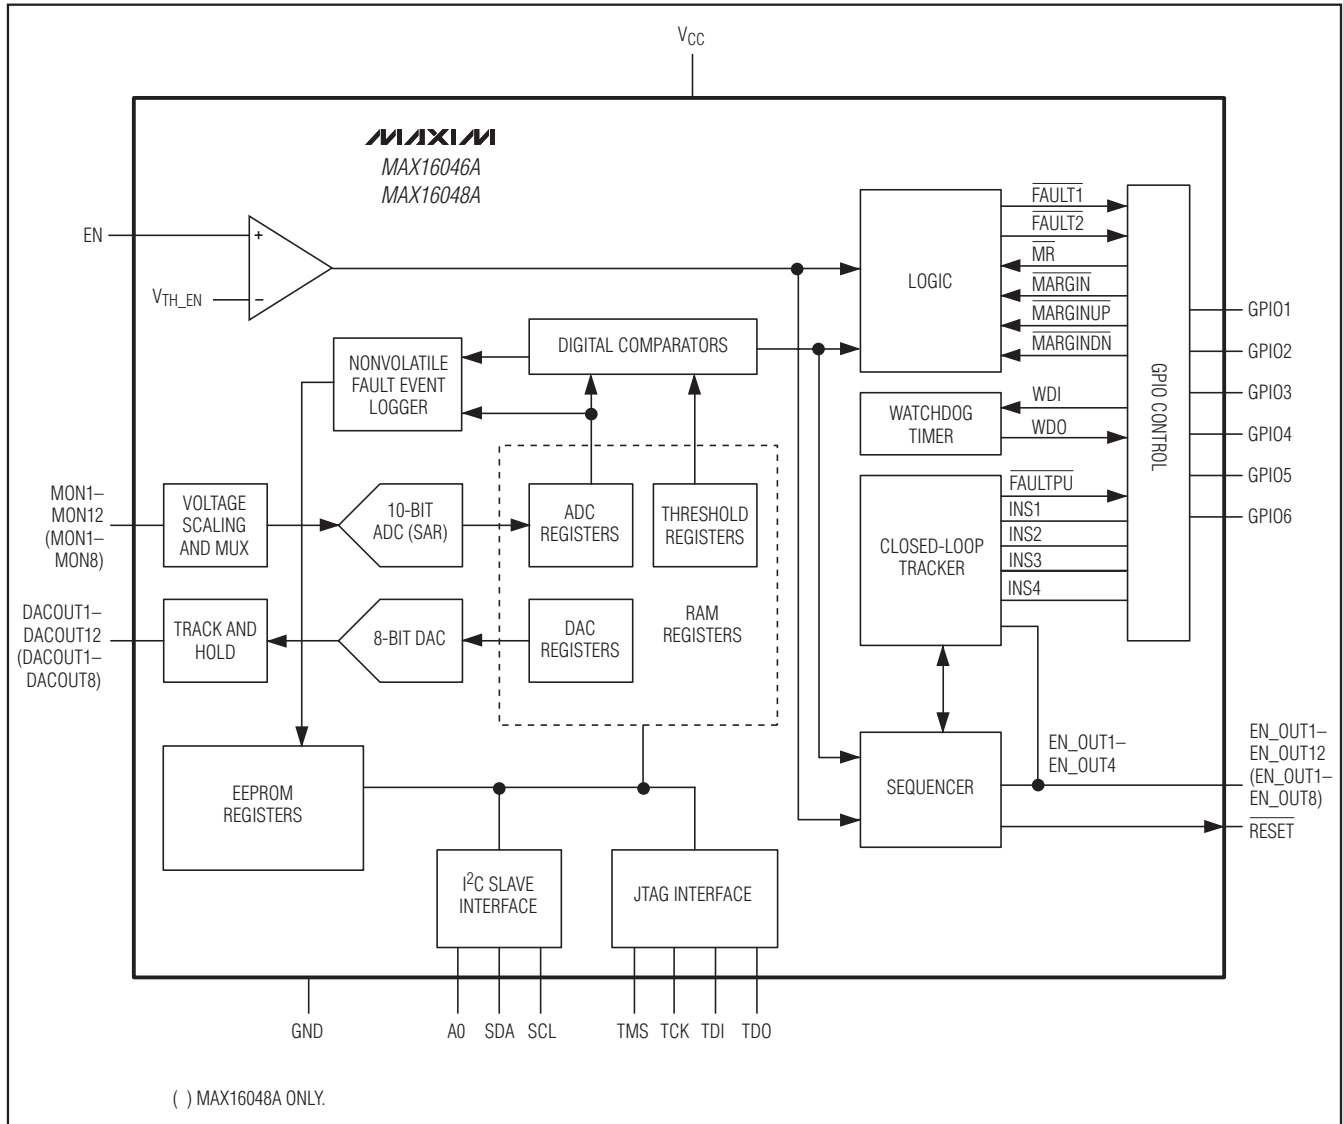 VCC
MAXIM
MAX16046A
MAX16048A
EN
VTH_EN
+
−
LOGIC
FAULT1
FAULT2
MR
MARGIN
MARGINUP
MARGINDN
DIGITAL COMPARATORS
NONVOLATILE
FAULT EVENT
LOGGER
WATCHDOG
TIMER
WDI
WDO
GPIO CONTROL
GPIO1
GPIO2
GPIO3
GPIO4
GPIO5
GPIO6
MON1–
MON12
(MON1–
MON8)
VOLTAGE
SCALING
AND MUX
10-BIT
ADC (SAR)
ADC
REGISTERS
THRESHOLD
REGISTERS
CLOSED-LOOP
TRACKER
FAULTPU
INS1
INS2
INS3
INS4
DACOUT1–
DACOUT12
(DACOUT1–
DACOUT8)
TRACK AND
HOLD
8-BIT DAC
DAC
REGISTERS
RAM
REGISTERS
EEPROM
REGISTERS
SEQUENCER
EN_OUT1–
EN_OUT4
EN_OUT1–
EN_OUT12
(EN_OUT1–
EN_OUT8)
RESET
I2C SLAVE
INTERFACE
JTAG INTERFACE
GND
A0
SDA
SCL
TMS
TCK
TDI
TDO
( ) MAX16048A ONLY.